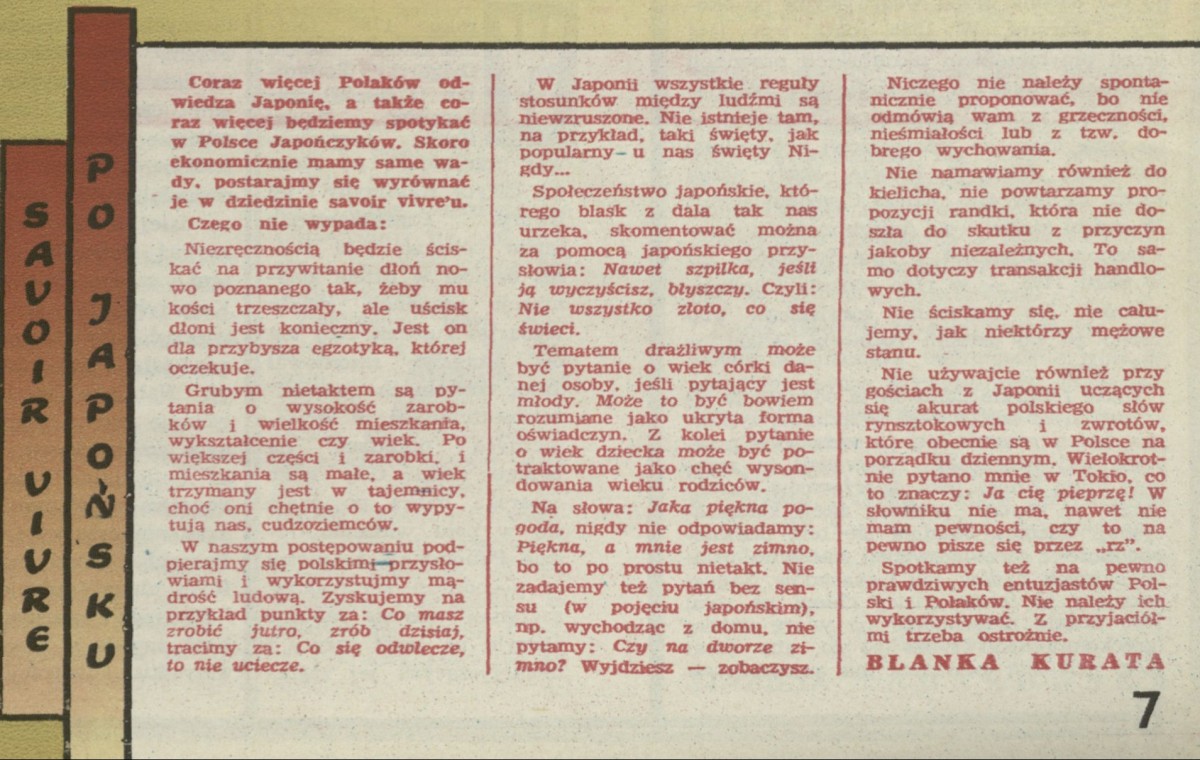 SAVOIR VIVRE
PO JAPOŃSKU
Coraz więcej Polaków od-
wiedza Japonię, a także co-
raz więcej będziemy spotykać
w Polsce Japończyków. Skoro
ekonomicznie mamy same wa-
dy, postarajmy się wyrównać
je w dziedzinie savoir vivre'u.
Czego nie wypada:
Niezręcznością będzie ścis-
kać na przywitanie dłoń no-
wo poznanego tak, żeby mu
kości trzeszczały, ale uścisk
dłoni jest konieczny. Jest on
dla przybysza egzotyką, której
oczekuje.
Grubym nietaktem są py-
tania o wysokość zarob-
ków i wielkość mieszkania,
wykształcenie czy wiek. Po
większej części i zarobki, i
mieszkania są małe, a wiek
trzymany jest w tajemnicy,
choć oni chętnie o to wypy-
tują nas, cudzoziemców.
W naszym postępowaniu pod-
pierajmy się polskimi przysło-
wiami i wykorzystujmy mą-
drość ludową. Zyskujemy na
przykład punkty za: Co masz
zrobić jutro, zrób dzisiaj,
tracimy za: Co się odwlecze,
to nie uciecze.
W Japonii wszystkie reguły
stosunków między ludźmi są
niewzruszone. Nie istnieje tam,
na przykład, taki święty, jak
popularny u nas święty Ni-
gdy...
Społeczeństwo japońskie, któ-
rego blask z dala tak nas
urzeka, skomentować można
za pomocą japońskiego przy-
słowia: Nawet szpilka, jeśli
ją wyczyścisz, błyszczy. Czyli:
Nie wszystko złoto, co się
świeci.
Tematem drażliwym może
być pytanie o wiek córki da-
nej osoby, jeśli pytający jest
młody. Może to być bowiem
rozumiane jako ukryta forma
oświadczyn. Z kolei pytanie
o wiek dziecka może być po-
traktowane jako chęć wyson-
dowania wieku rodziców.
Na słowa: Jaka piękna po-
goda, nigdy nie odpowiadamy:
Piękna, a mnie jest zimno,
bo to po prostu nietakt. Nie
zadajemy też pytań bez sen-
su (w pojęciu japońskim),
np. wychodząc z domu, nie
pytamy: Czy na dworze zi-
mno? Wyjdziesz — zobaczysz.
Niczego nie należy sponta-
nicznie proponować, bo nie
odmówią wam z grzeczności,
nieśmiałości lub z tzw. do-
brego wychowania.
Nie namawiamy również do
kielicha, nie powtarzamy pro-
pozycji randki, która nie do-
szła do skutku z przyczyn
jakoby niezależnych. To sa-
mo dotyczy transakcji handlo-
wych.
Nie ściskamy się, nie cału-
jemy, jak niektórzy mężowe
stanu.
Nie używajcie również przy
gościach z Japonii uczących
się akurat polskiego słów
rynsztokowych i zwrotów,
które obecnie są w Polsce na
porządku dziennym. Wielokrot-
nie pytano mnie w Tokio, co
to znaczy: Ja cię pieprzę! W
słowniku nie ma, nawet nie
mam pewności, czy to na
pewno pisze się przez „rz”.
Spotkamy też na pewno
prawdziwych entuzjastów Pol-
ski i Polaków. Nie należy ich
wykorzystywać. Z przyjaciół-
mi trzeba ostrożnie.
BLANKA KURATA
7